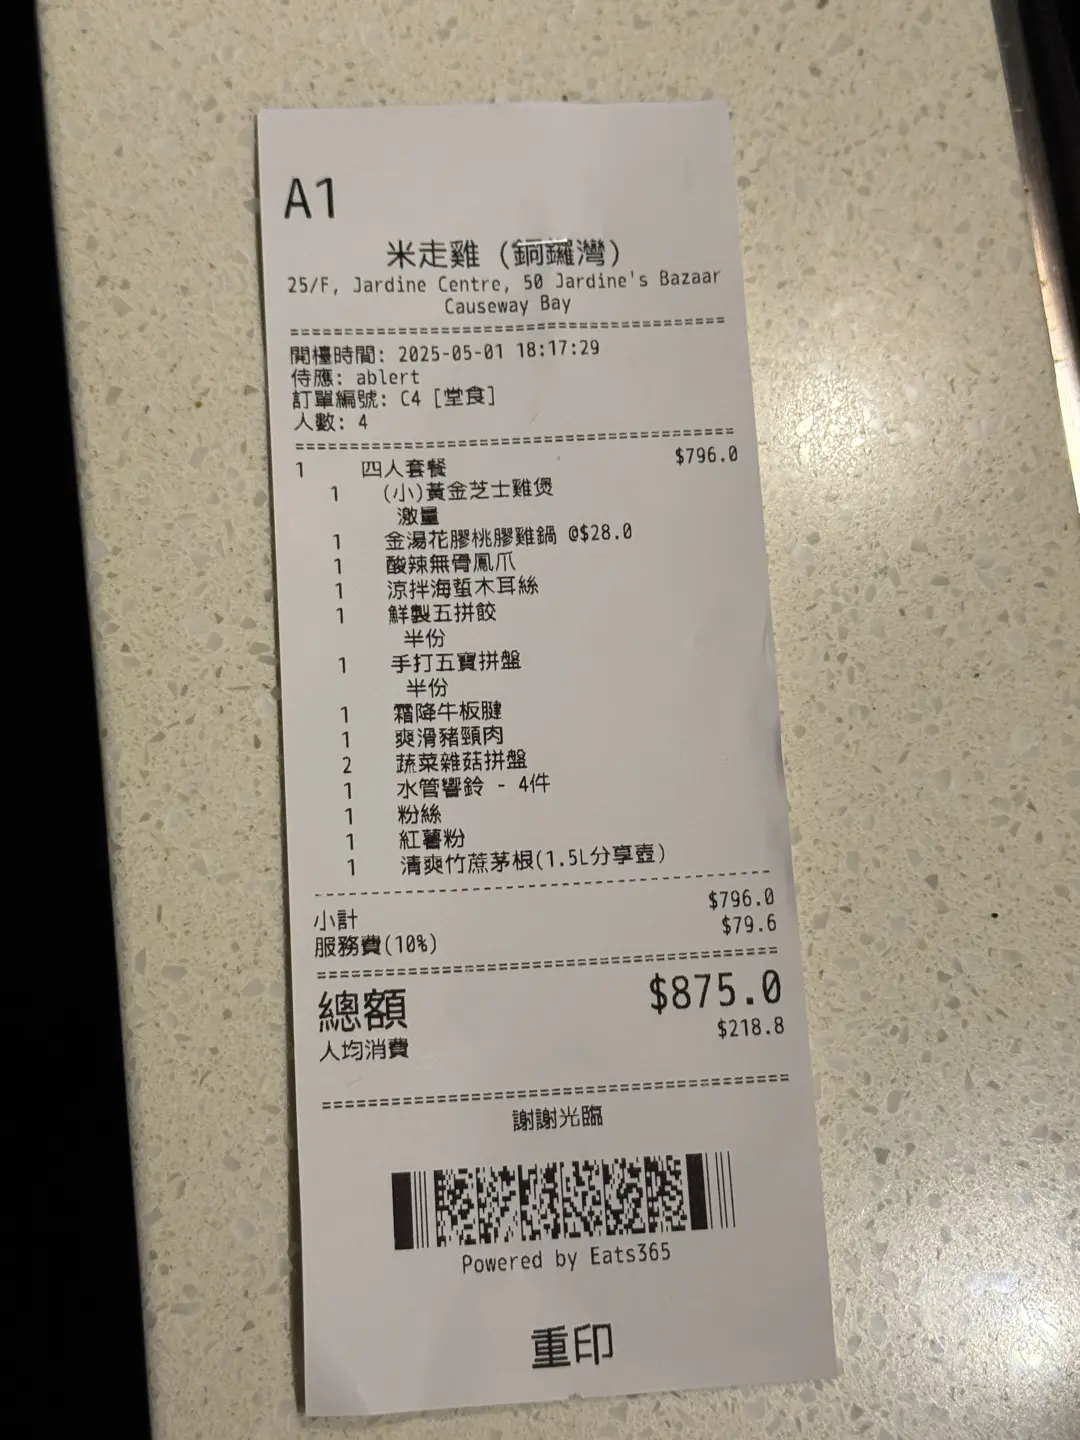 A1
米走雞 (銅鑼灣)
25/F, Jardine Centre, 50 Jardine's Bazaar
Causeway Bay
開檯時間: 2025-05-01 18:17:29
侍應: ablert
訂單編號: C4 [堂食]
人數: 4
1 四人套餐 $796.0
1 (小)黃金芝士雞煲
激量
1 金湯花膠桃膠雞鍋 @$28.0
1 酸辣無骨鳳爪
1 涼拌海蜇木耳絲
1 鮮製五拼餃
半份
1 手打五寶拼盤
半份
1 霜降牛板腱
1 爽滑豬頸肉
2 蔬菜雜菇拼盤
1 水管響鈴 - 4件
1 粉絲
1 紅薯粉
1 清爽竹蔗茅根(1.5L分享壺)
小計 $796.0
服務費(10%) $79.6
總額 $875.0
人均消費 $218.8
謝謝光臨
Powered by Eats365
重印